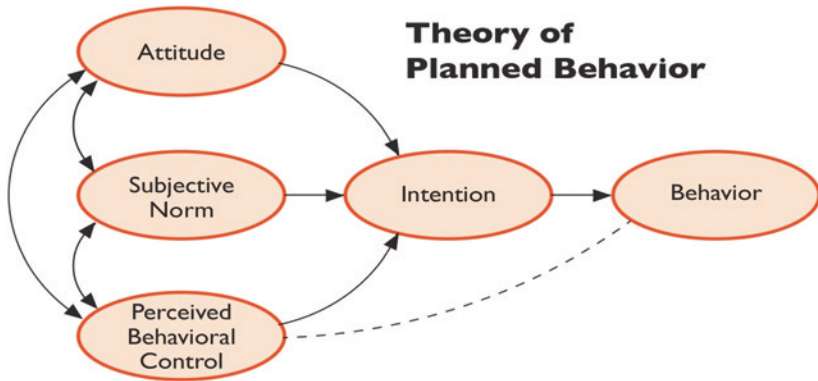 Theory of
Planned Behavior
Attitude
Subjective
Norm
Intention
Behavior
Perceived
Behavioral
Control